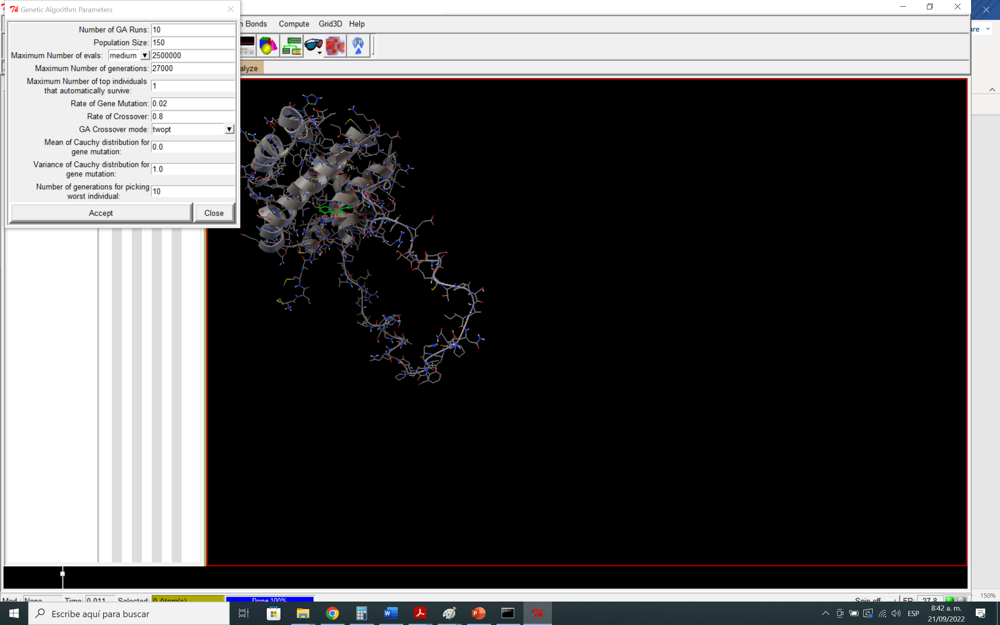 Genetic Algorithm Parameters
Number of GA Runs: 10
Population Size: 150
Maximum Number of evals: medium 2500000
Maximum Number of generations: 27000
Maximum Number of top individuals
that automatically survive: 1
Rate of Gene Mutation: 0.02
Rate of Crossover: 0.8
GA Crossover mode: twopt
Mean of Cauchy distribution for
gene mutation: 0.0
Variance of Cauchy distribution for
gene mutation: 1.0
Number of generations for picking
worst individual: 10
Accept Close
Bonds Compute Grid3D Help
FR
alyze
are
Mod.: None Time: 0.011 Selected: 0 Atom(s) Done 100% Spin off FR: 27.8
150%
Escribe aquí para buscar
ESP
8:42 a. m.
21/09/2022